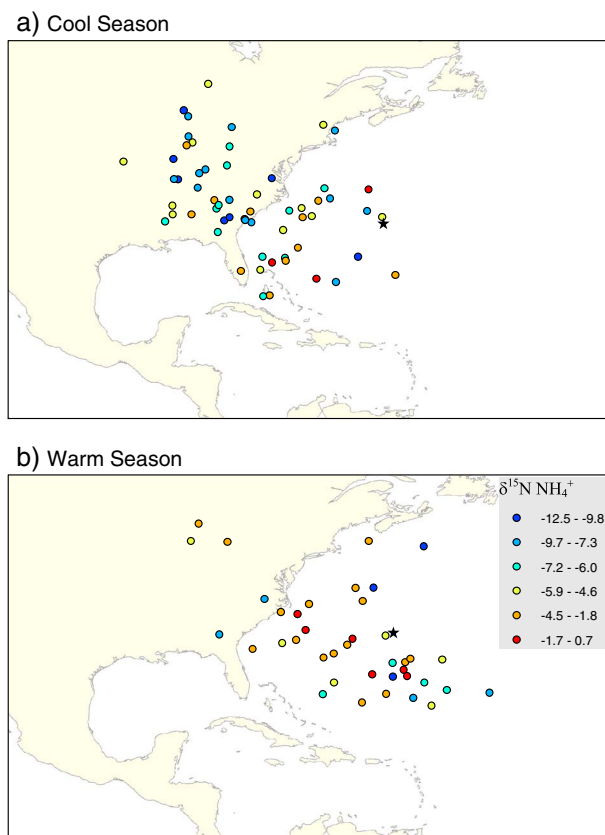 a) Cool Season
b) Warm Season
δ15N NH4+
-12.5 - -9.8
-9.7 - -7.3
-7.2 - -6.0
-5.9 - -4.6
-4.5 - -1.8
-1.7 - 0.7